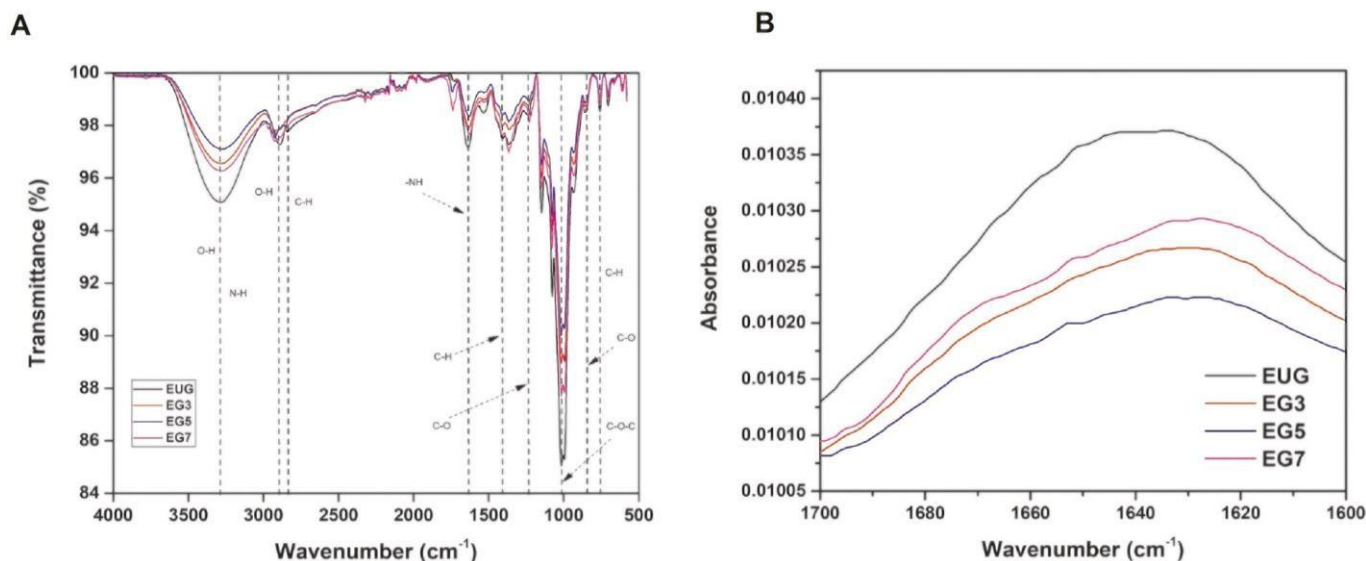 A
B
100
98
96
94
92
90
88
86
84
Transmittance (%)
O-H
C-H
-NH
O-H
N-H
C-H
C-H
C-O
C-O
C-O-C
EUG
EG3
EG5
EG7
4000 3500 3000 2500 2000 1500 1000 500
Wavenumber (cm⁻¹)
0.01040
0.01035
0.01030
0.01025
0.01020
0.01015
0.01010
0.01005
Absorbance
EUG
EG3
EG5
EG7
1700 1680 1660 1640 1620 1600
Wavenumber (cm⁻¹)